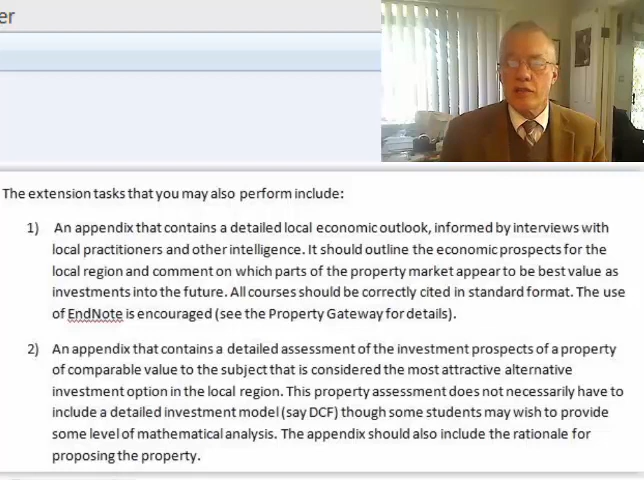 er
The extension tasks that you may also perform include:
1) An appendix that contains a detailed local economic outlook, informed by interviews with
local practitioners and other intelligence. It should outline the economic prospects for the
local region and comment on which parts of the property market appear to be best value as
investments into the future. All courses should be correctly cited in standard format. The use
of EndNote is encouraged (see the Property Gateway for details).
2) An appendix that contains a detailed assessment of the investment prospects of a property
of comparable value to the subject that is considered the most attractive alternative
investment option in the local region. This property assessment does not necessarily have to
include a detailed investment model (say DCF) though some students may wish to provide
some level of mathematical analysis. The appendix should also include the rationale for
proposing the property.